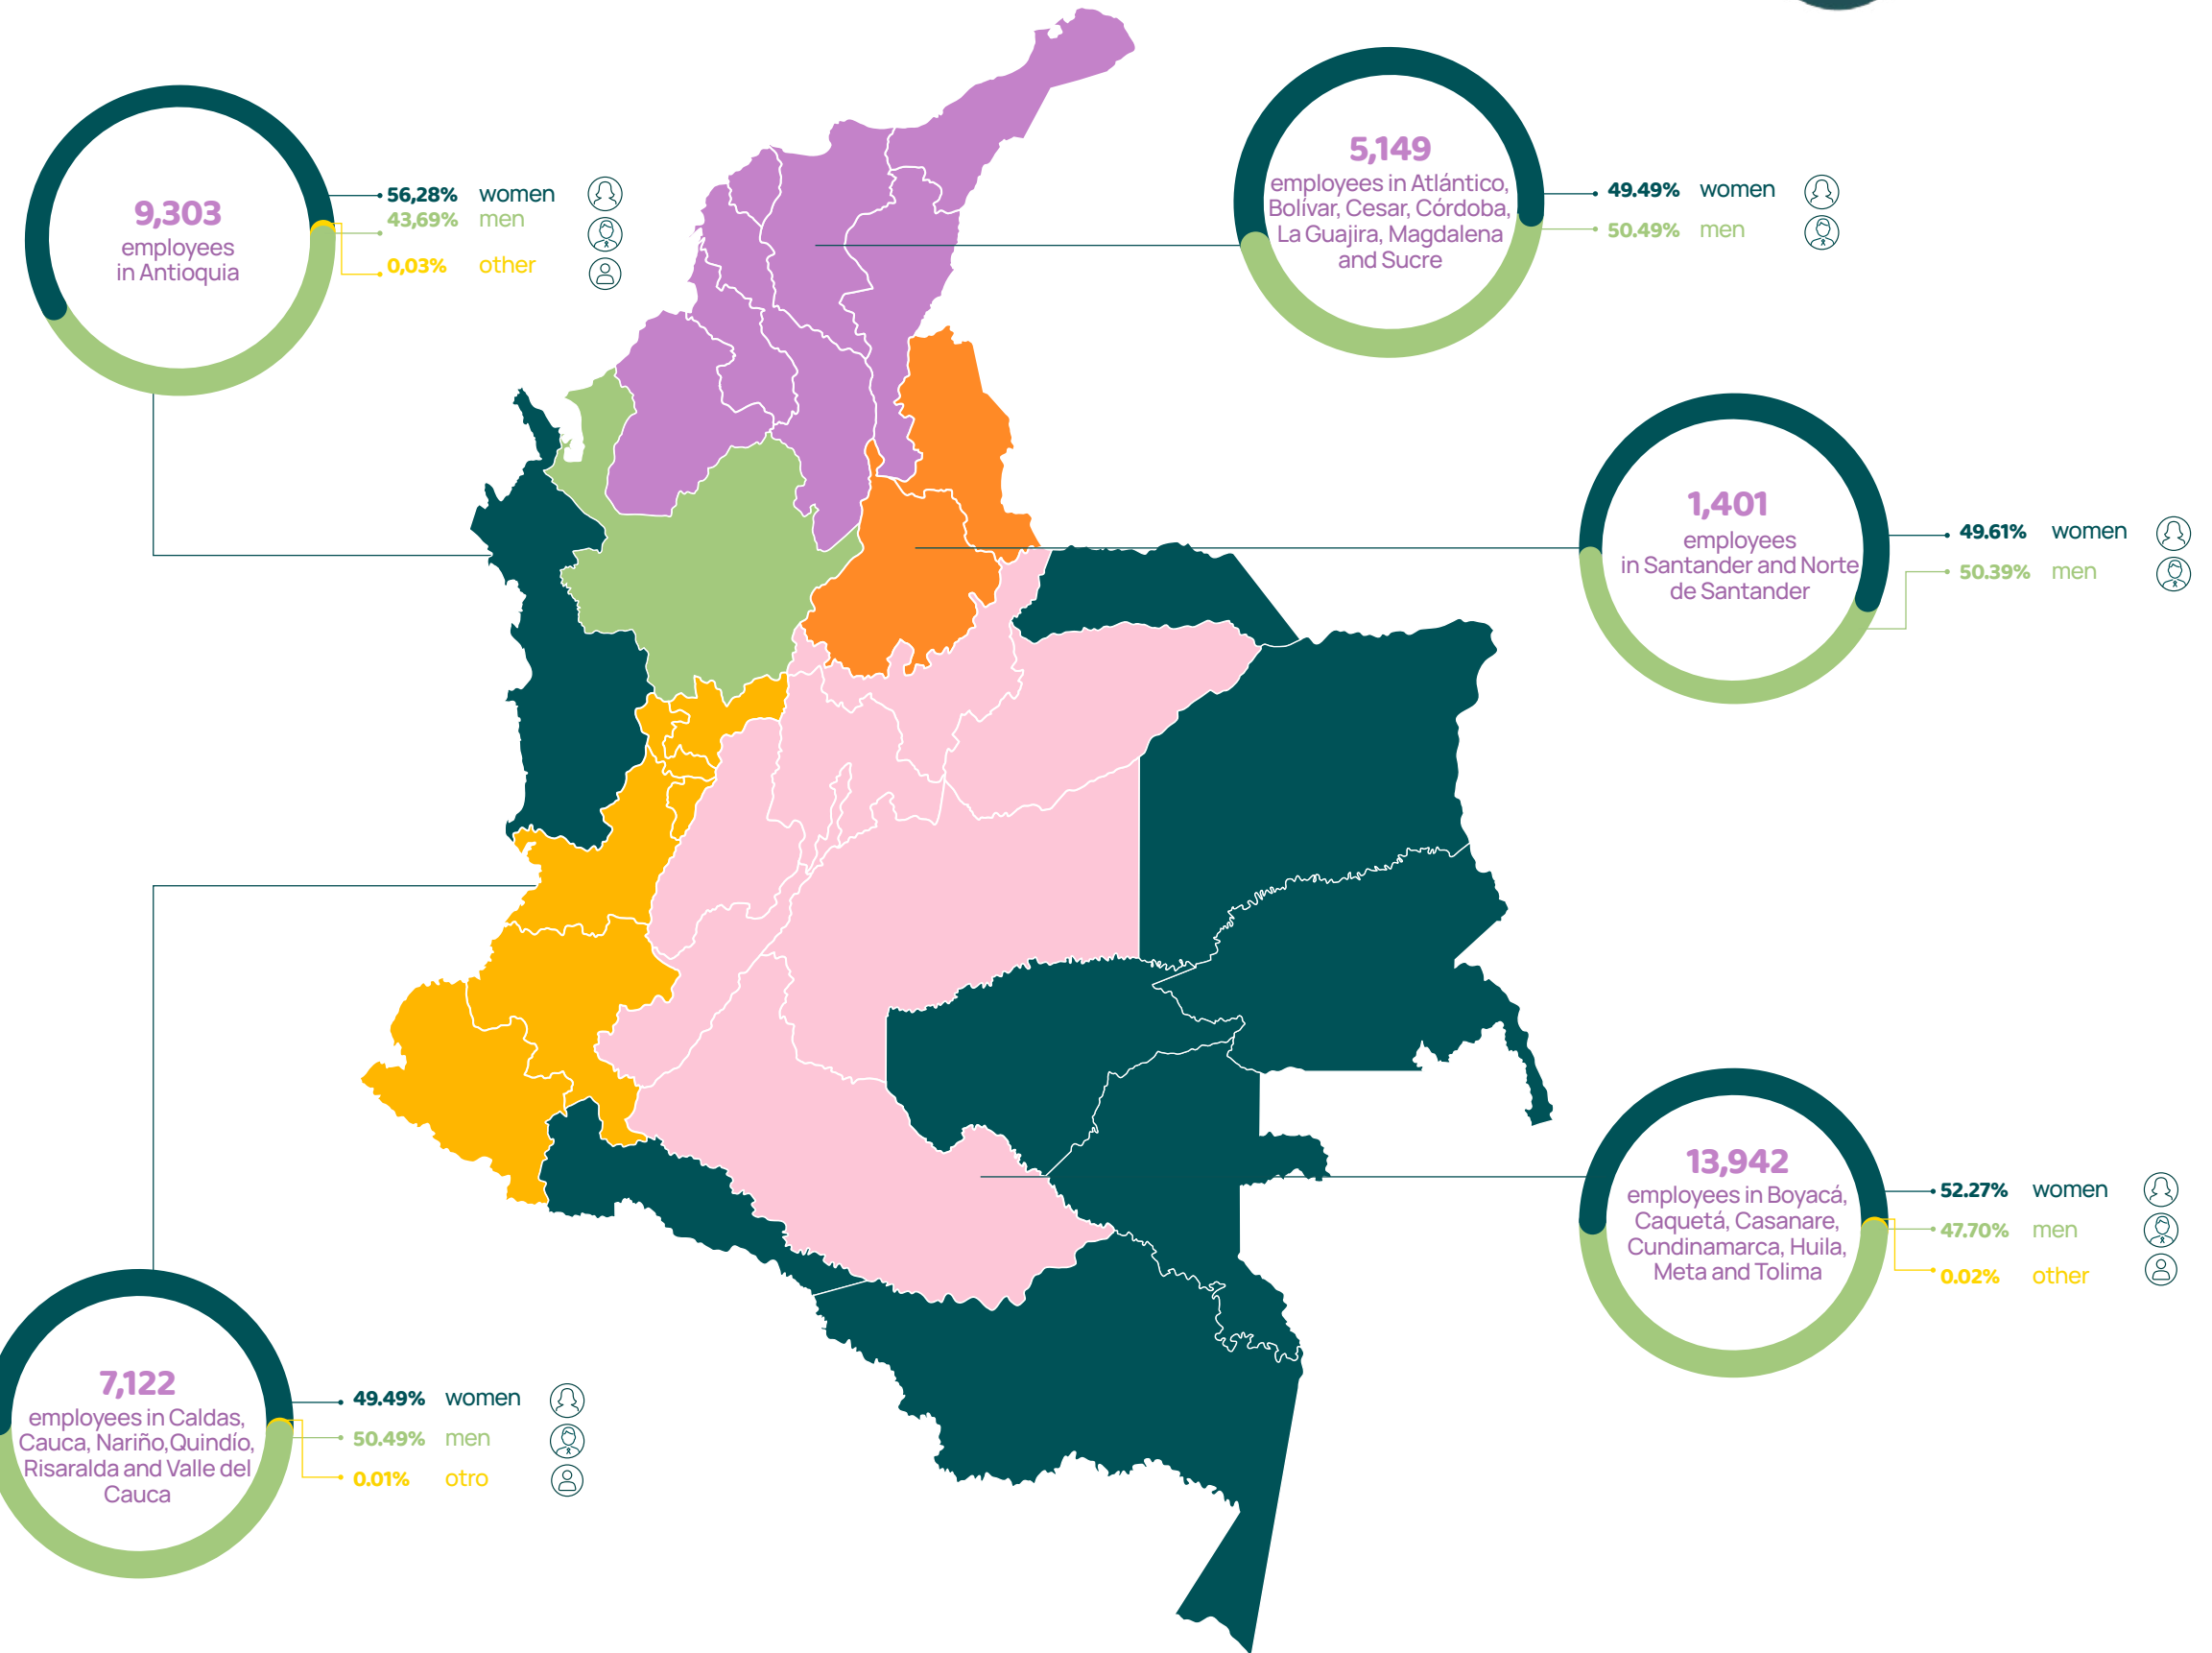 9,303
employees
in Antioquia
56,28% women
43,69% men
0,03% other
5,149
employees in Atlántico,
Bolívar, Cesar, Córdoba,
La Guajira, Magdalena
and Sucre
49.49% women
50.49% men
1,401
employees
in Santander and Norte
de Santander
49.61% women
50.39% men
13,942
employees in Boyacá,
Caquetá, Casanare,
Cundinamarca, Huila,
Meta and Tolima
52.27% women
47.70% men
0.02% other
7,122
employees in Caldas,
Cauca, Nariño,Quindío,
Risaralda and Valle del
Cauca
49.49% women
50.49% men
0.01% otro